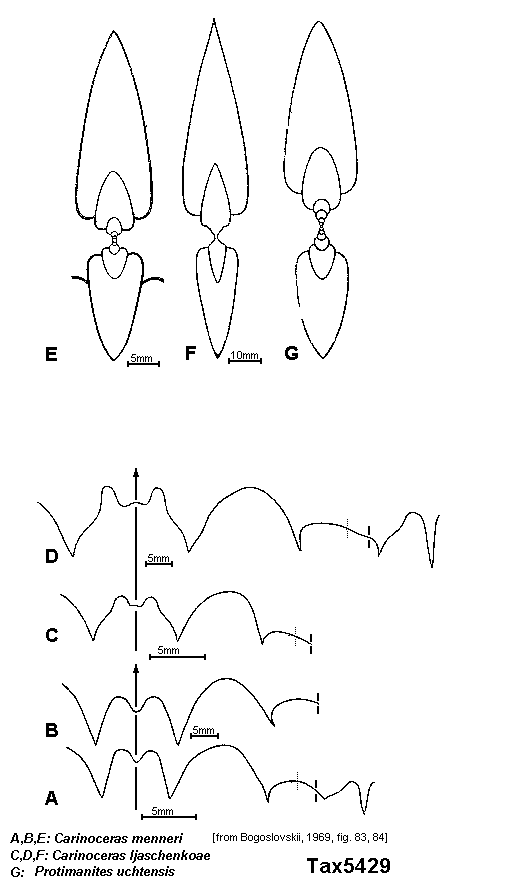 E
5mm
F
10mm
G
D
5mm
C
5mm
B
5mm
A
5mm
A,B,E: Carinoceras menneri [from Bogoslovskii, 1969, fig. 83, 84]
C,D,F: Carinoceras ljaschenkoae
G: Protimanites uchtensis
Tax5429